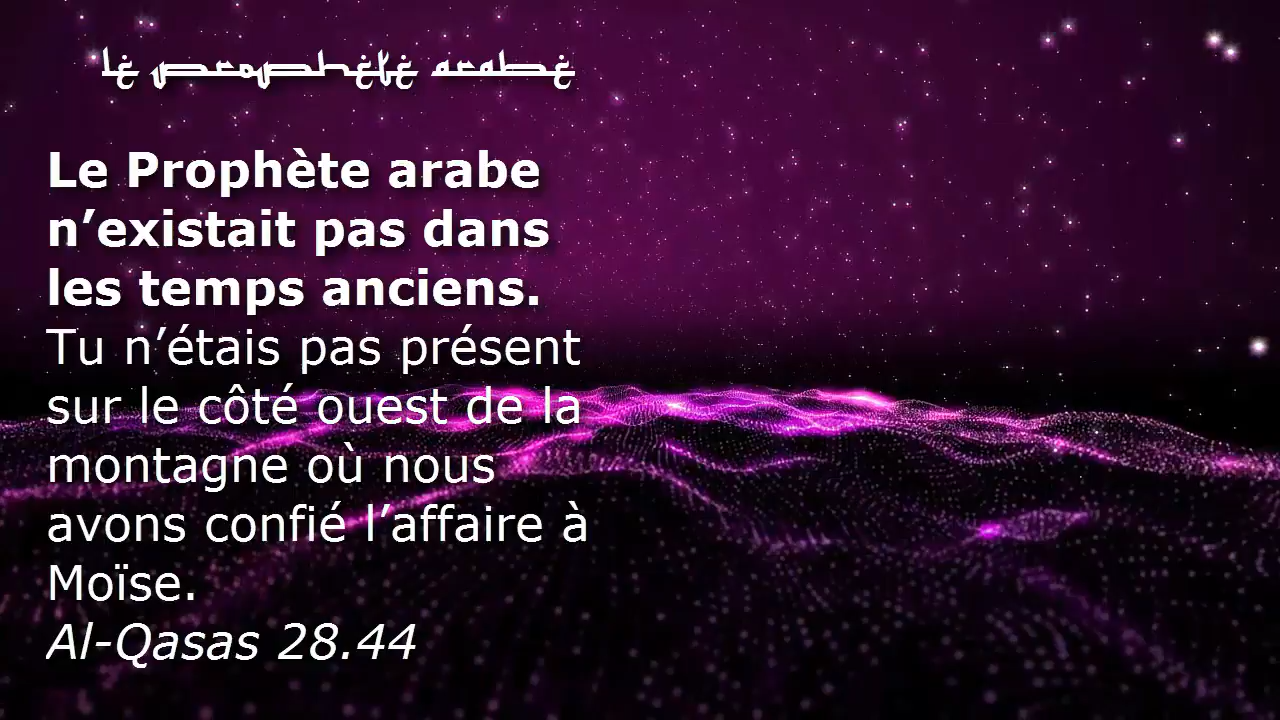 le prophète arabe
Le Prophète arabe
n’existait pas dans
les temps anciens.
Tu n’étais pas présent
sur le côté ouest de la
montagne où nous
avons confié l’affaire à
Moïse.
Al-Qasas 28.44